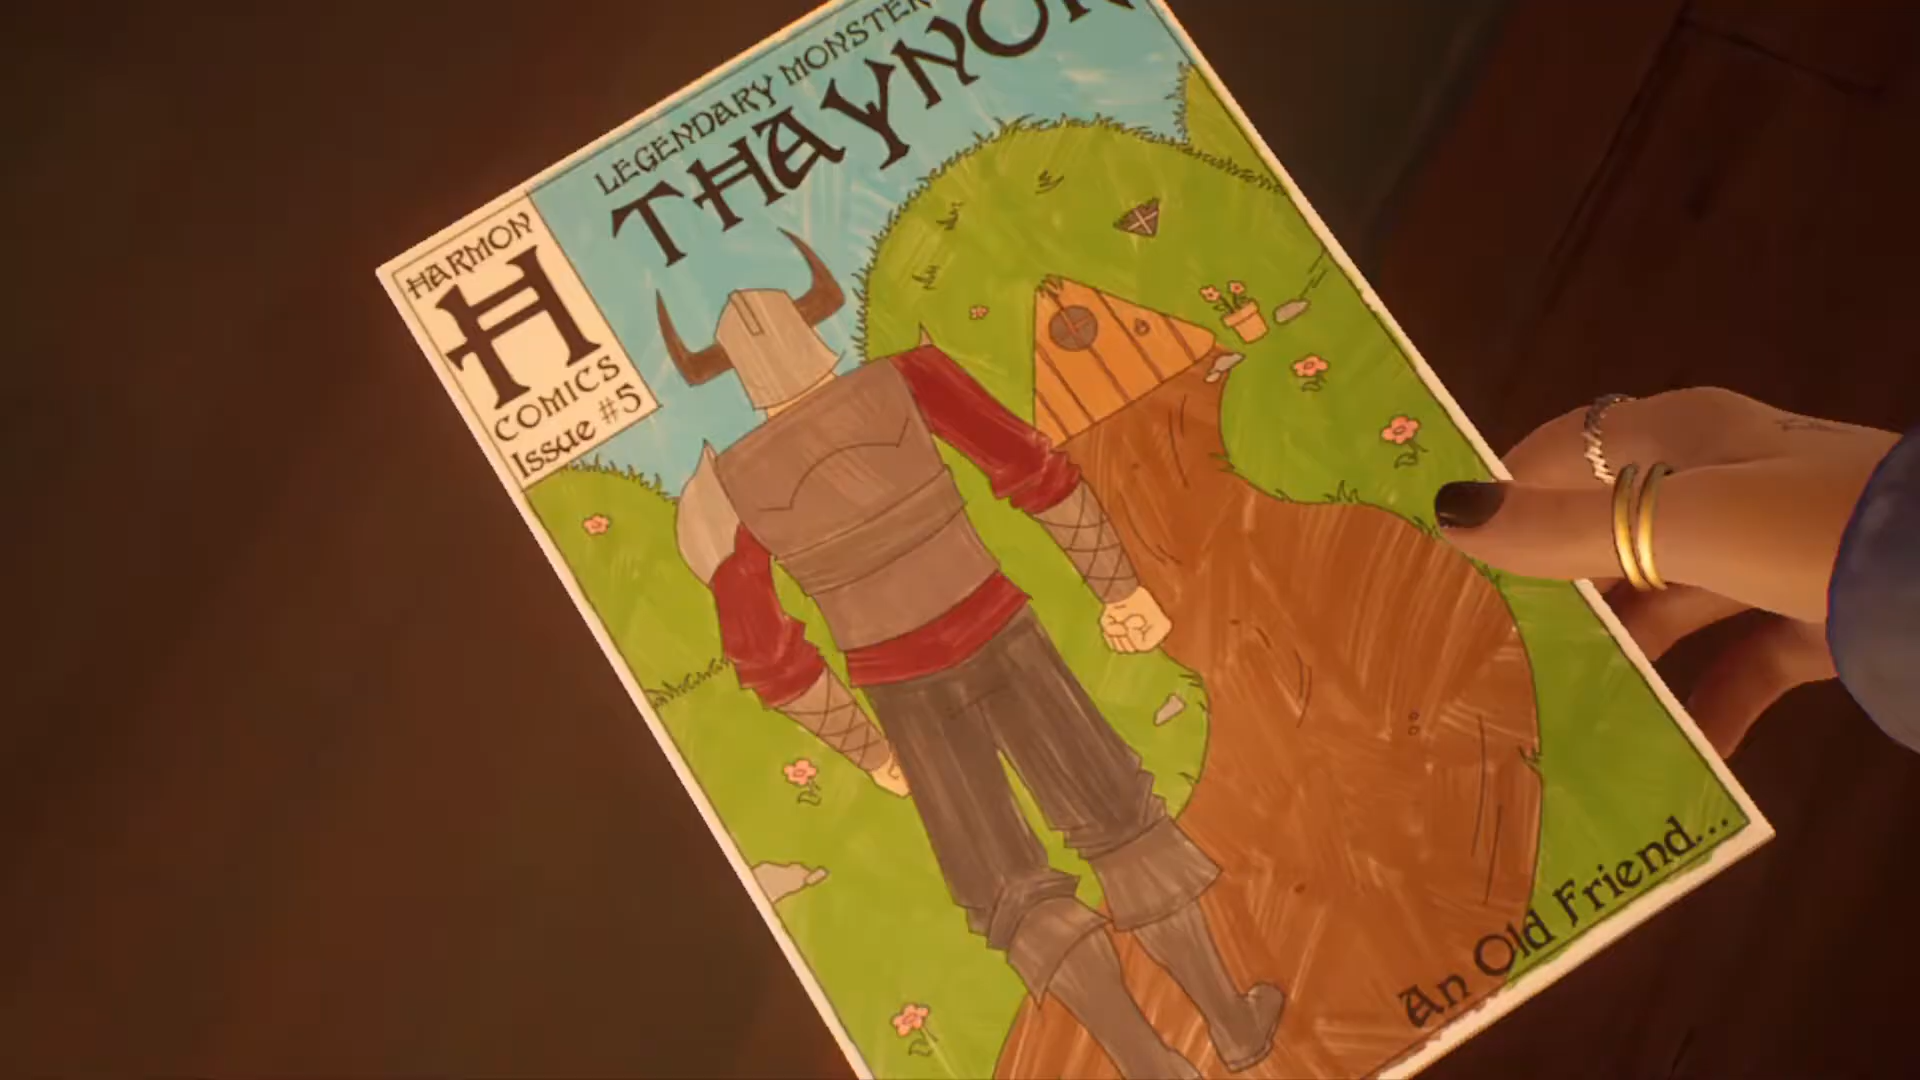 LEGENDARY MONSTER
THAYNOR
HARMON
H
COMICS
Issue #5
An Old Friend...